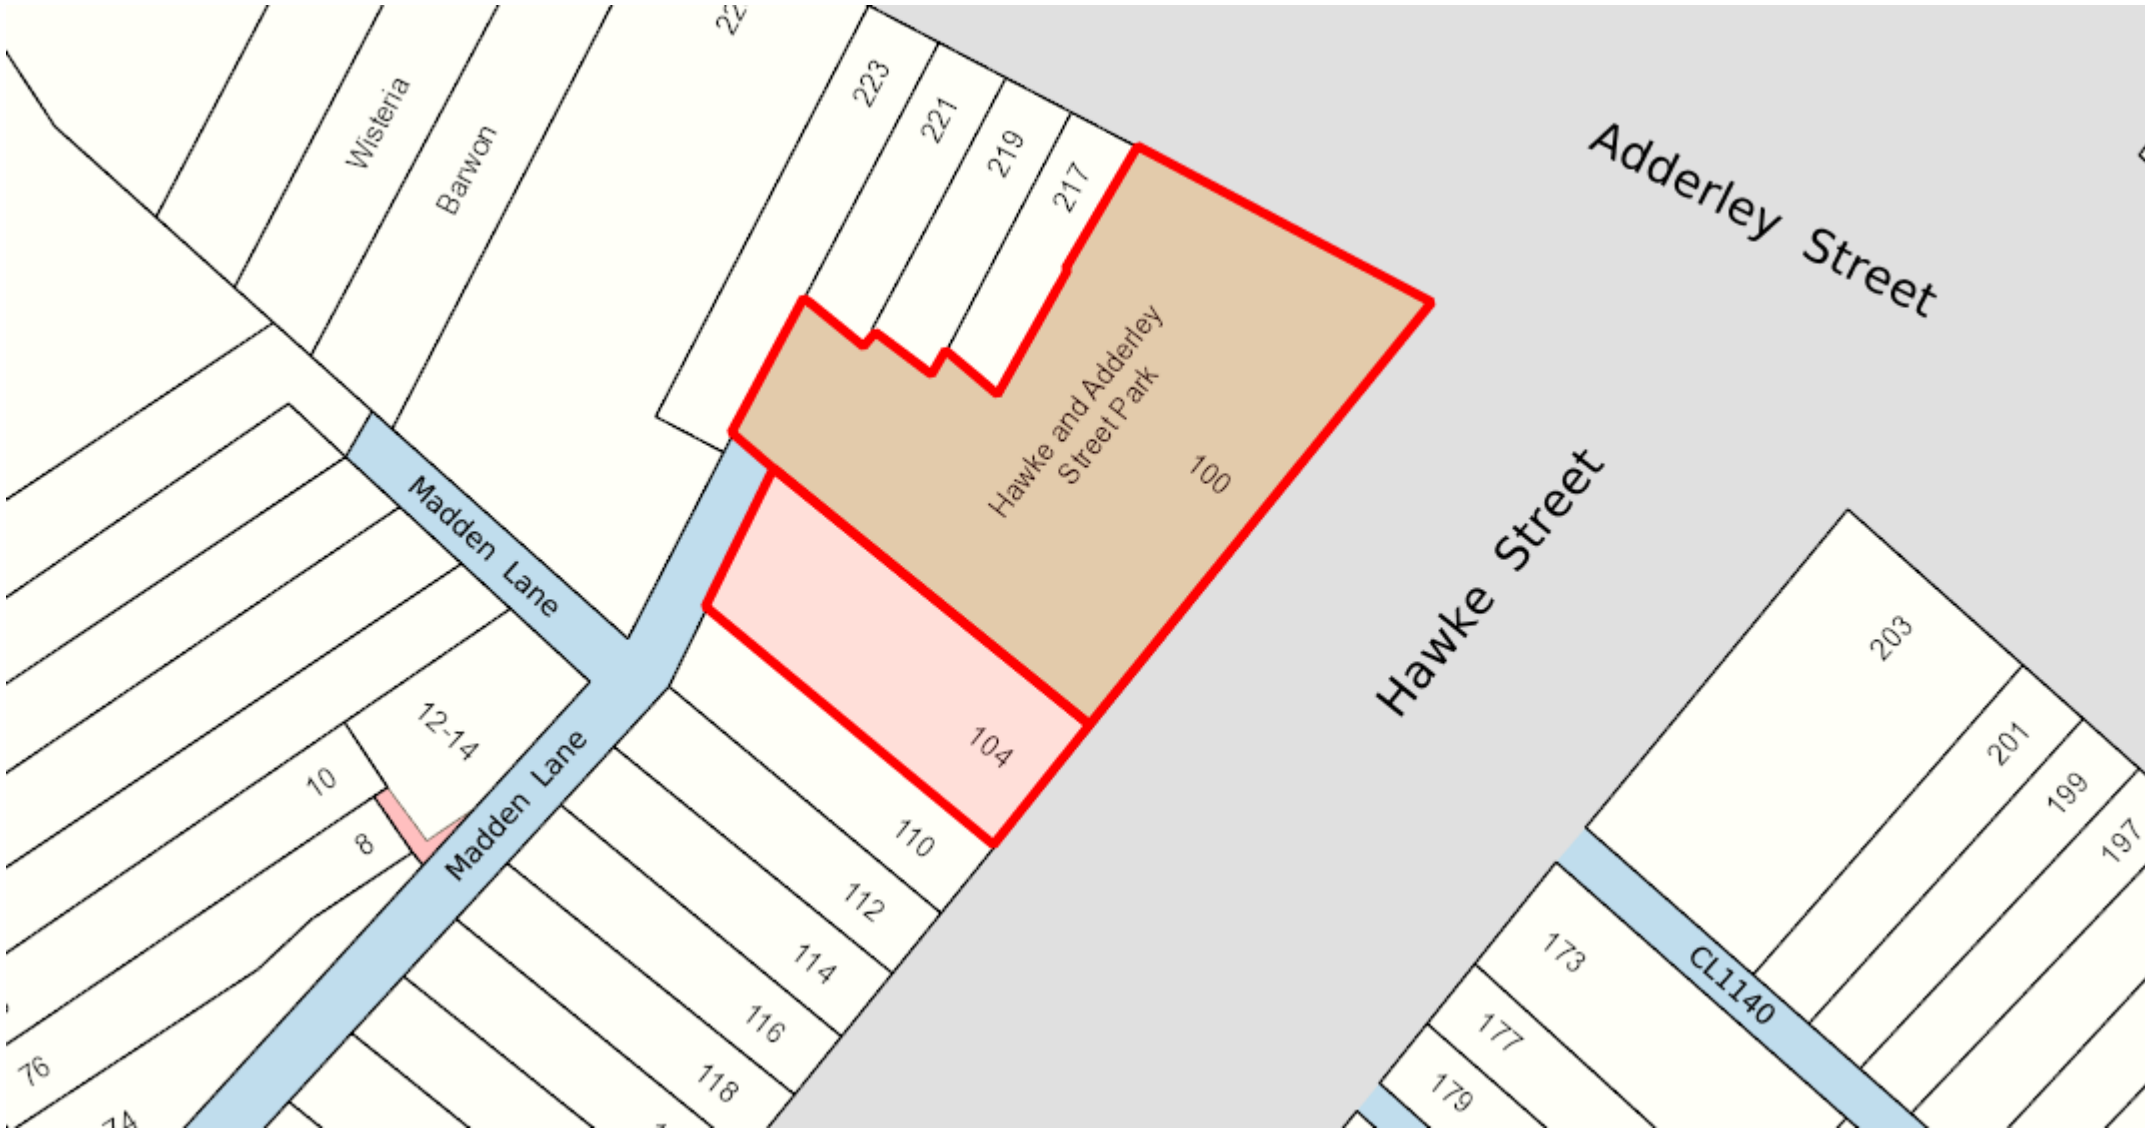 223
221
219
217
Wisteria
Barwon
Adderley Street
Hawke and Adderley
Street Park
100
Hawke Street
Madden Lane
104
203
201
199
197
12-14
10
8
Madden Lane
110
112
114
116
118
173
177
179
CL1140
76